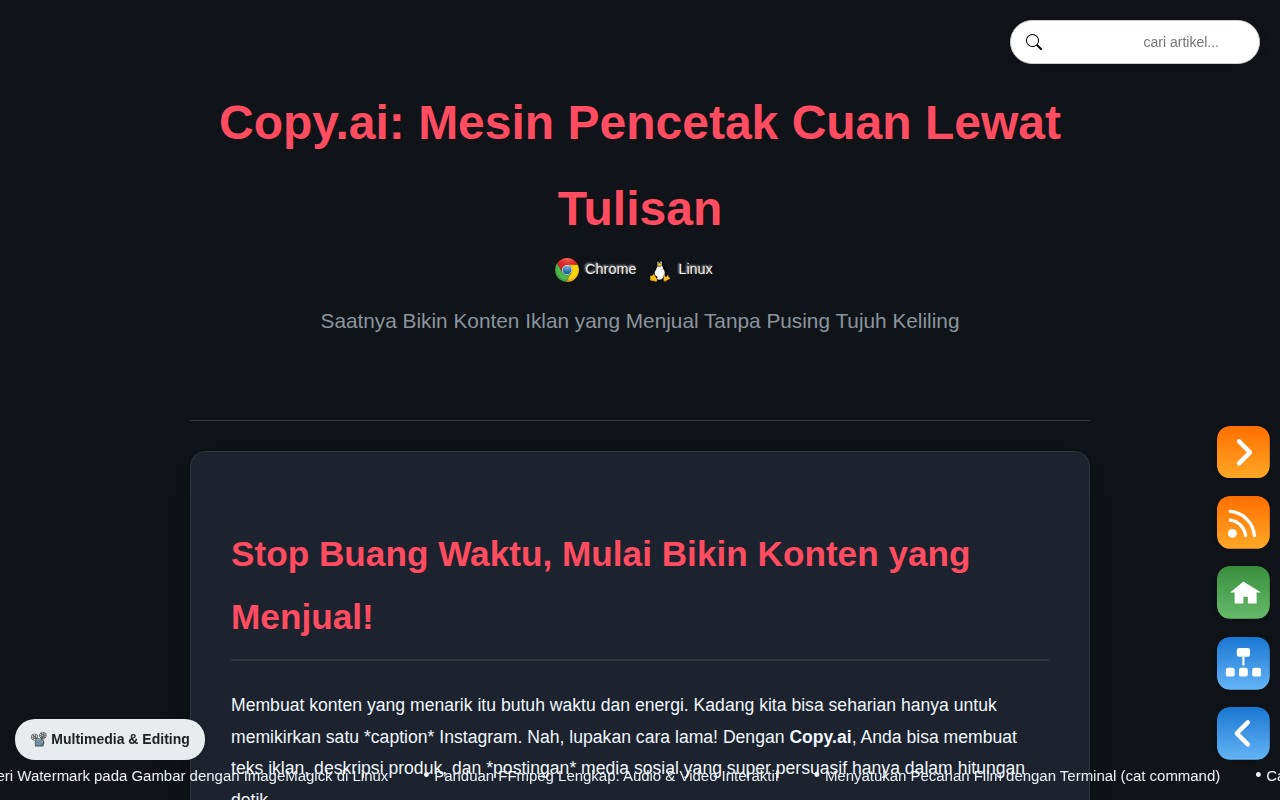 cari artikel...
Copy.ai: Mesin Pencetak Cuan Lewat
Tulisan
Chrome Linux
Saatnya Bikin Konten Iklan yang Menjual Tanpa Pusing Tujuh Keliling
Stop Buang Waktu, Mulai Bikin Konten yang
Menjual!
Membuat konten yang menarik itu butuh waktu dan energi. Kadang kita bisa seharian hanya untuk
memikirkan satu *caption* Instagram. Nah, lupakan cara lama! Dengan Copy.ai, Anda bisa membuat
teks iklan, deskripsi produk, dan *postingan* media sosial yang super persuasif hanya dalam hitungan
detik.
Multimedia & Editing
eri Watermark pada Gambar dengan ImageMagick di Linux • Panduan FFmpeg Lengkap: Audio & Video Interaktif • Menyatukan Pecahan Film dengan Terminal (cat command) • Ca